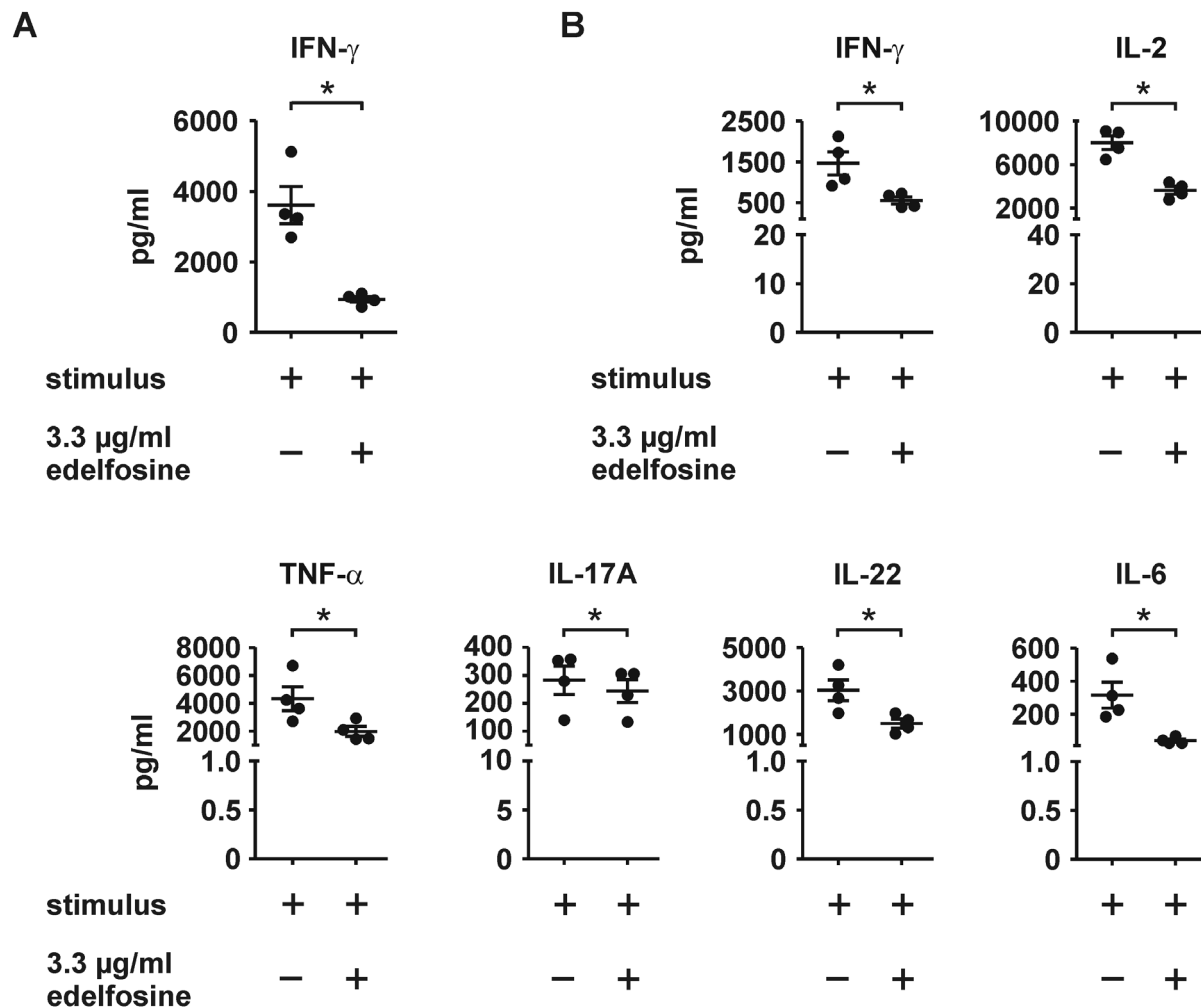 A
B
IFN-γ
IFN-γ
IL-2
*
*
*
6000
4000
2000
0
pg/ml
2500
1500
500
20
10
0
pg/ml
10000
6000
2000
40
20
0
stimulus + +
3.3 µg/ml
edelfosine − +
stimulus + + + +
3.3 µg/ml
edelfosine − + − +
TNF-α
IL-17A
IL-22
IL-6
*
*
*
*
8000
6000
4000
2000
1.0
0.5
0
pg/ml
400
300
200
100
10
5
0
5000
3000
1000
1.0
0.5
0
600
400
200
1.0
0.5
0
stimulus + + + + + + + +
3.3 µg/ml
edelfosine − + − + − + − +